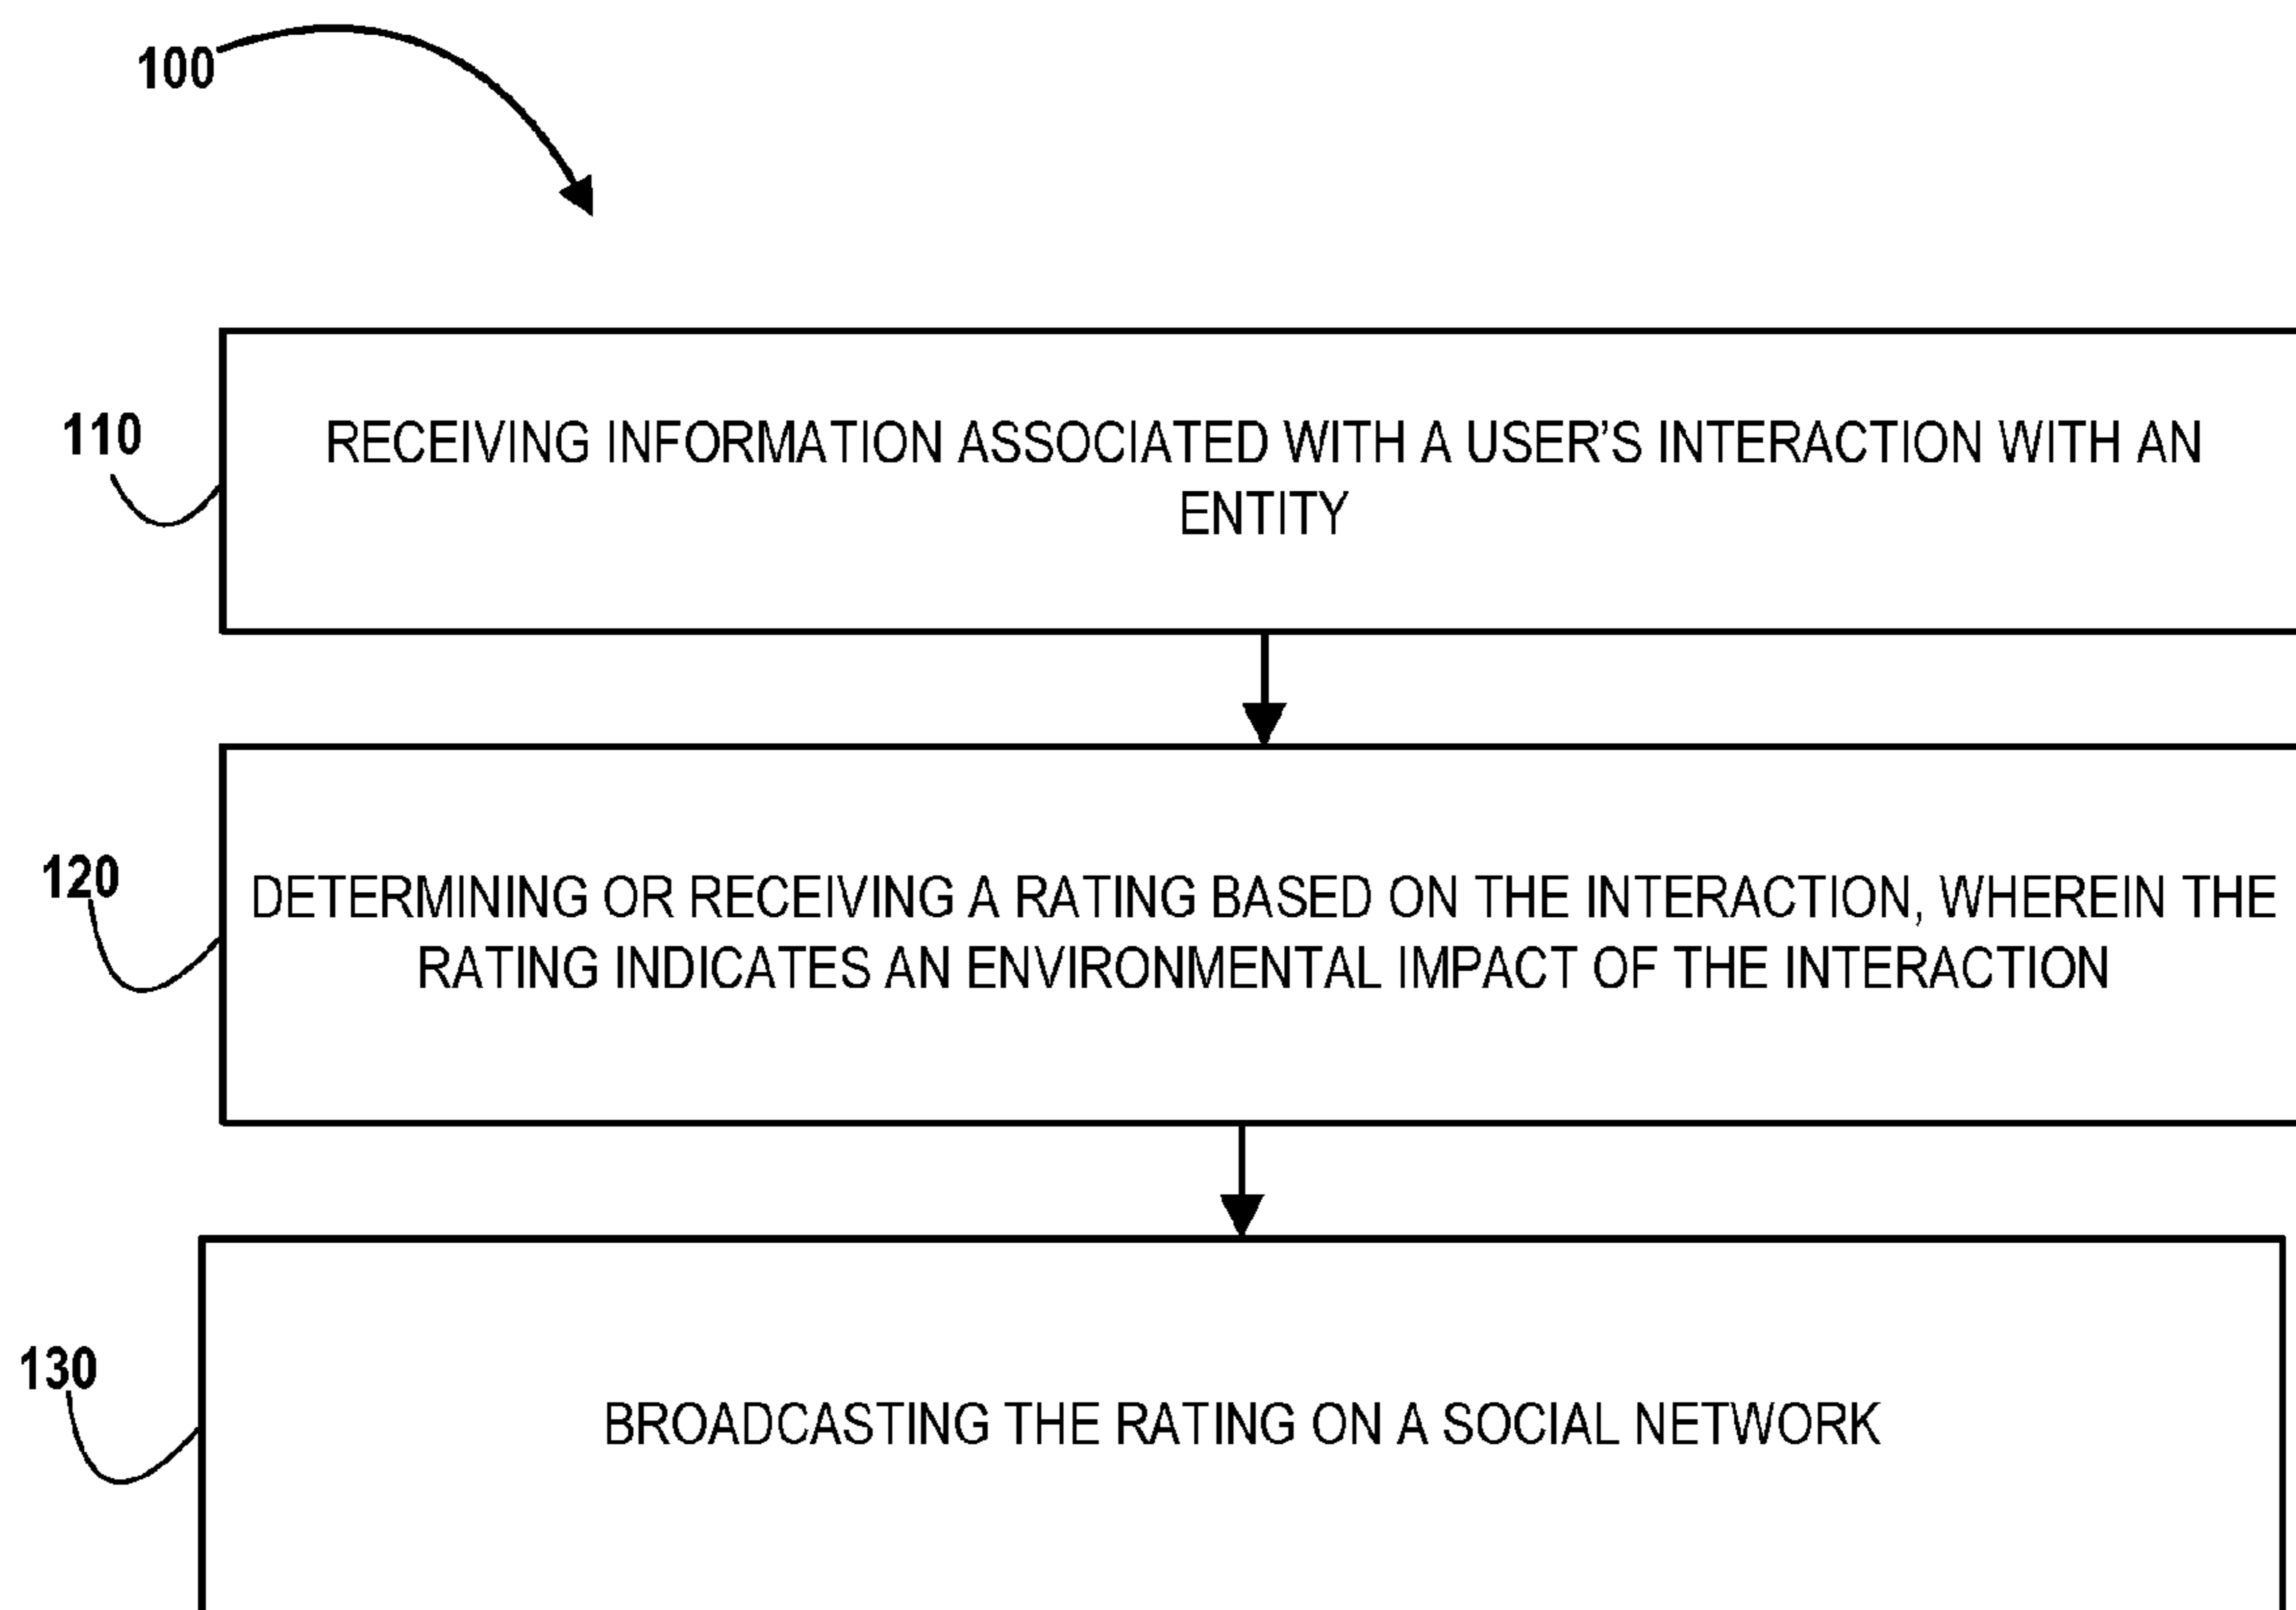 100
110
RECEIVING INFORMATION ASSOCIATED WITH A USER’S INTERACTION WITH AN
ENTITY
120
DETERMINING OR RECEIVING A RATING BASED ON THE INTERACTION, WHEREIN THE
RATING INDICATES AN ENVIRONMENTAL IMPACT OF THE INTERACTION
130
BROADCASTING THE RATING ON A SOCIAL NETWORK